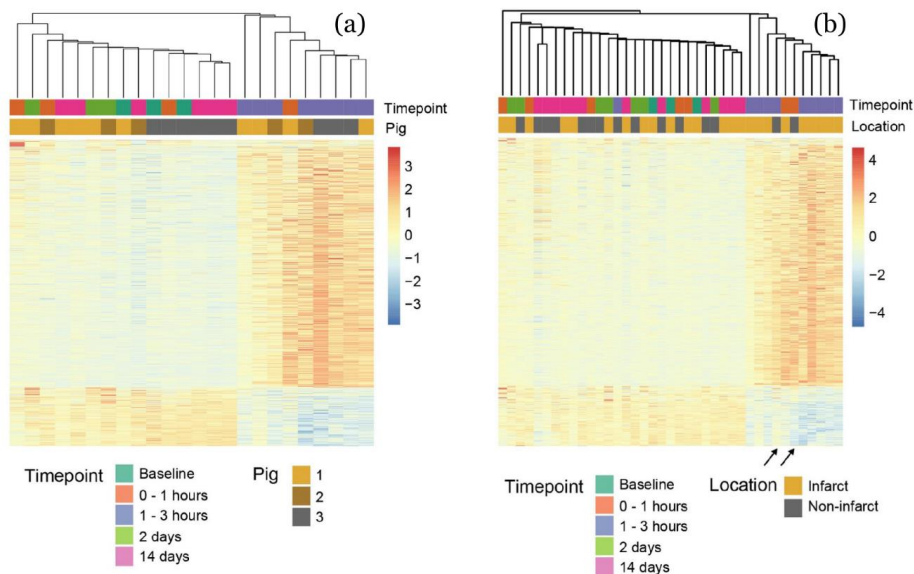 (a)
Timepoint
Pig
3
2
1
0
−1
−2
−3
Timepoint
Baseline
0 - 1 hours
1 - 3 hours
2 days
14 days
Pig
1
2
3
(b)
Timepoint
Location
4
2
0
−2
−4
Timepoint
Baseline
0 - 1 hours
1 - 3 hours
2 days
14 days
Location
Infarct
Non-infarct